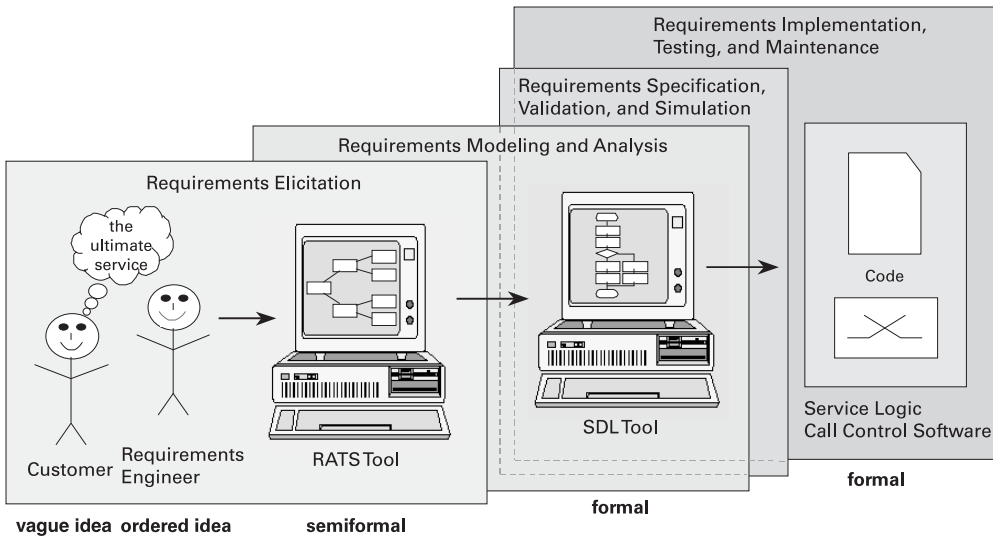 Requirements Implementation,
Testing, and Maintenance
Requirements Specification,
Validation, and Simulation
Requirements Modeling and Analysis
Requirements Elicitation
the
ultimate
service
Code
Customer
Requirements
Engineer
RATS Tool
SDL Tool
Service Logic
Call Control Software
vague idea
ordered idea
semiformal
formal
formal